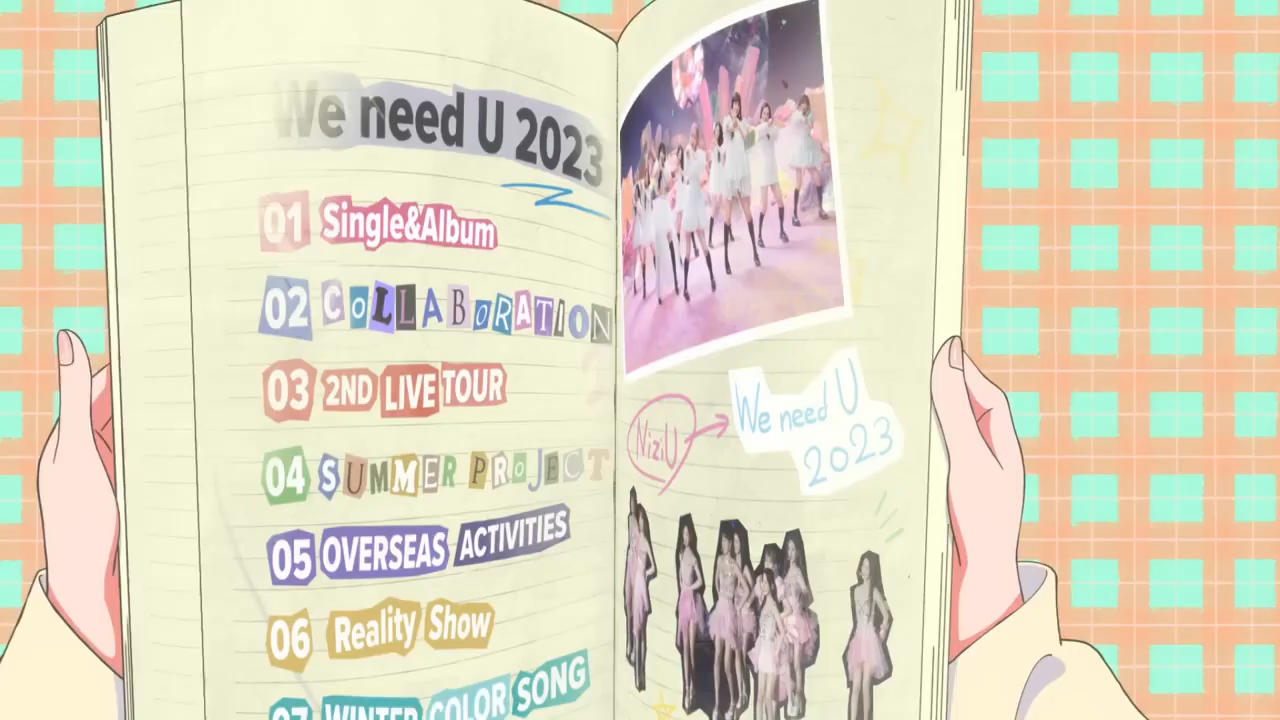 We need U 2023
01 Single&Album
02 COLLABORATION
03 2ND LIVE TOUR
04 SUMMER PROJECT
05 OVERSEAS ACTIVITIES
06 Reality Show
07 WINTER COLOR SONG
NiziU
We need U
2023